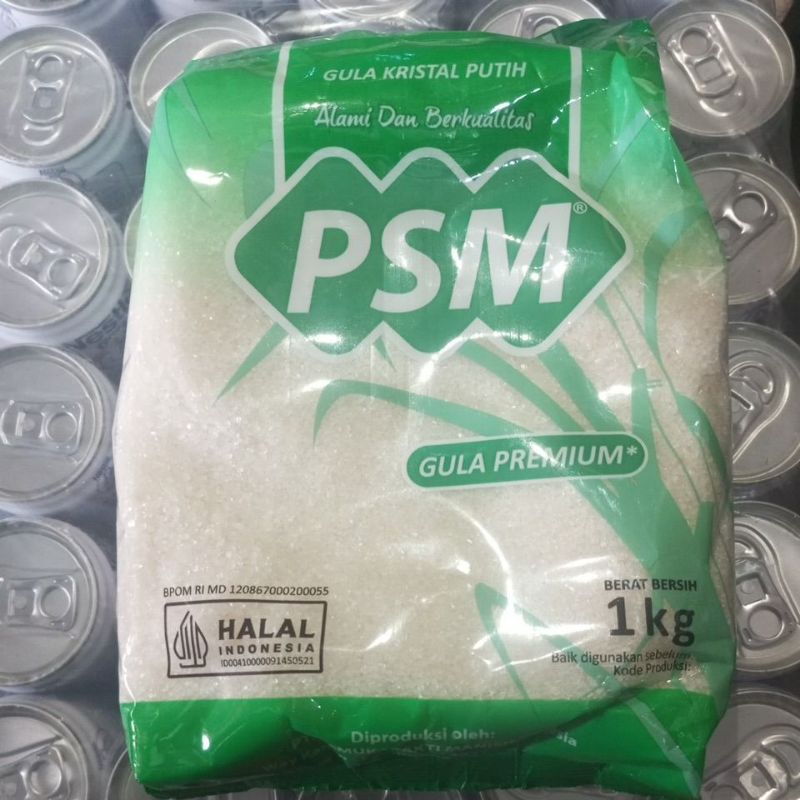 GULA KRISTAL PUTIH
Alami Dan Berkualitas
PSM®
GULA PREMIUM*
BPOM RI MD 120867000200055
HALAL
INDONESIA
ID00410000091450521
BERAT BERSIH
1 kg
Baik digunakan sebelum
Kode Produksi:
Diproduksi oleh: